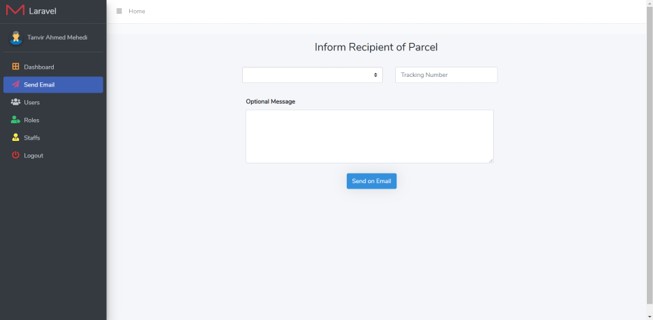 Laravel
Home
Tanvir Ahmed Mehedi
Dashboard
Send Email
Users
Roles
Staffs
Logout
Inform Recipient of Parcel
Tracking Number
Optional Message
Send on Email